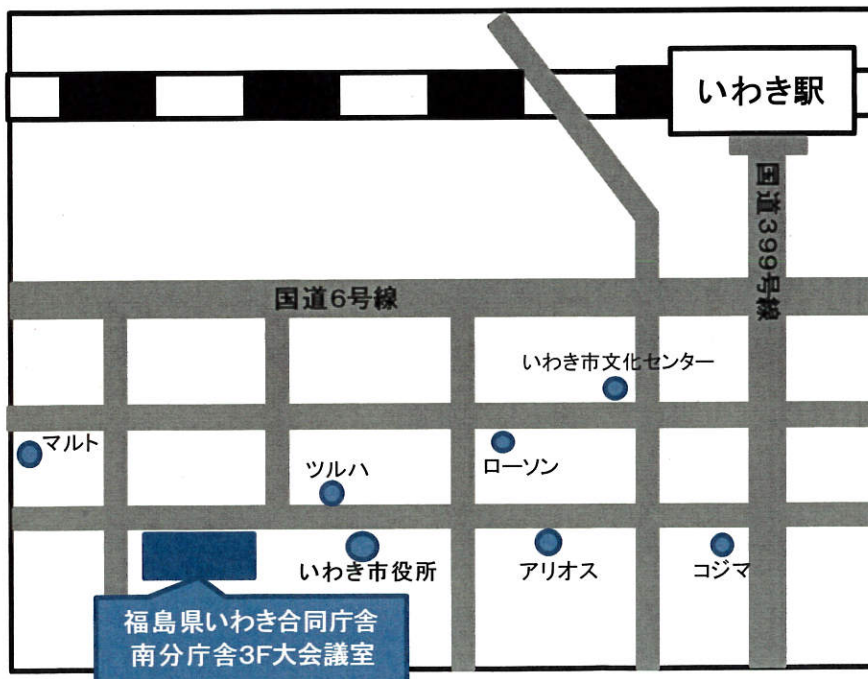 いわき駅
国道399号線
国道6号線
いわき市文化センター
マルト
ローソン
ツルハ
いわき市役所
アリオス
コジマ
福島県いわき合同庁舎
南分庁舎3F大会議室